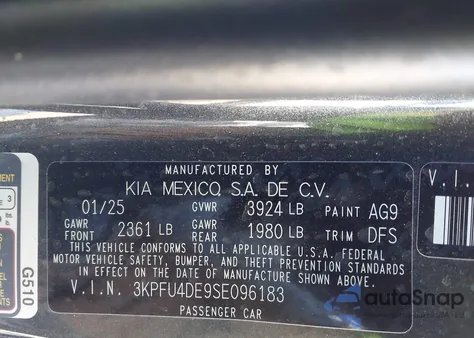 MANUFACTURED BY
KIA MEXICO, S.A. DE C.V.
01/25 GVWR 3924 LB PAINT AG9
GAWR FRONT 2361 LB GAWR REAR 1980 LB TRIM DFS
THIS VEHICLE CONFORMS TO ALL APPLICABLE U.S.A. FEDERAL
MOTOR VEHICLE SAFETY, BUMPER, AND THEFT PREVENTION STANDARDS
IN EFFECT ON THE DATE OF MANUFACTURE SHOWN ABOVE.
V.I.N. 3KPFU4DE9SE096183
PASSENGER CAR
G510
3
V.I.
autoSnap